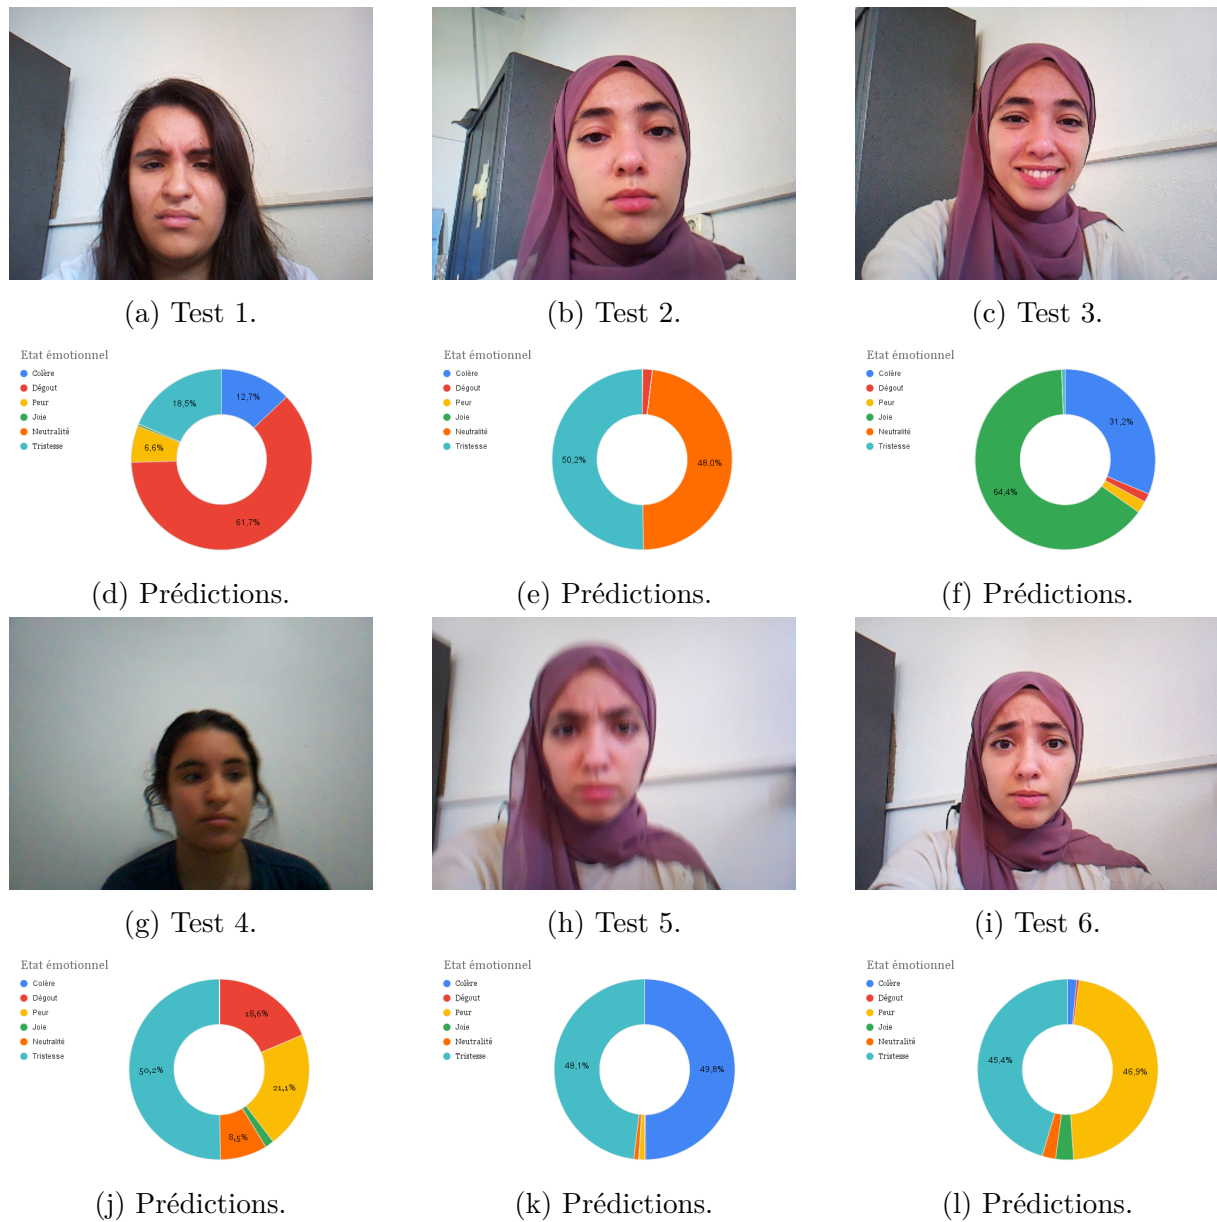 (a) Test 1.
(b) Test 2.
(c) Test 3.
Etat émotionnel
Colère
Dégout
Peur
Joie
Neutralité
Tristesse
12,7%
18,5%
6,6%
61,7%
Etat émotionnel
Colère
Dégout
Peur
Joie
Neutralité
Tristesse
50,2%
48,0%
Etat émotionnel
Colère
Dégout
Peur
Joie
Neutralité
Tristesse
31,2%
64,4%
(d) Prédictions.
(e) Prédictions.
(f) Prédictions.
(g) Test 4.
(h) Test 5.
(i) Test 6.
Etat émotionnel
Colère
Dégout
Peur
Joie
Neutralité
Tristesse
18,6%
50,2%
21,1%
8,5%
Etat émotionnel
Colère
Dégout
Peur
Joie
Neutralité
Tristesse
48,1%
49,8%
Etat émotionnel
Colère
Dégout
Peur
Joie
Neutralité
Tristesse
45,4%
46,9%
(j) Prédictions.
(k) Prédictions.
(l) Prédictions.